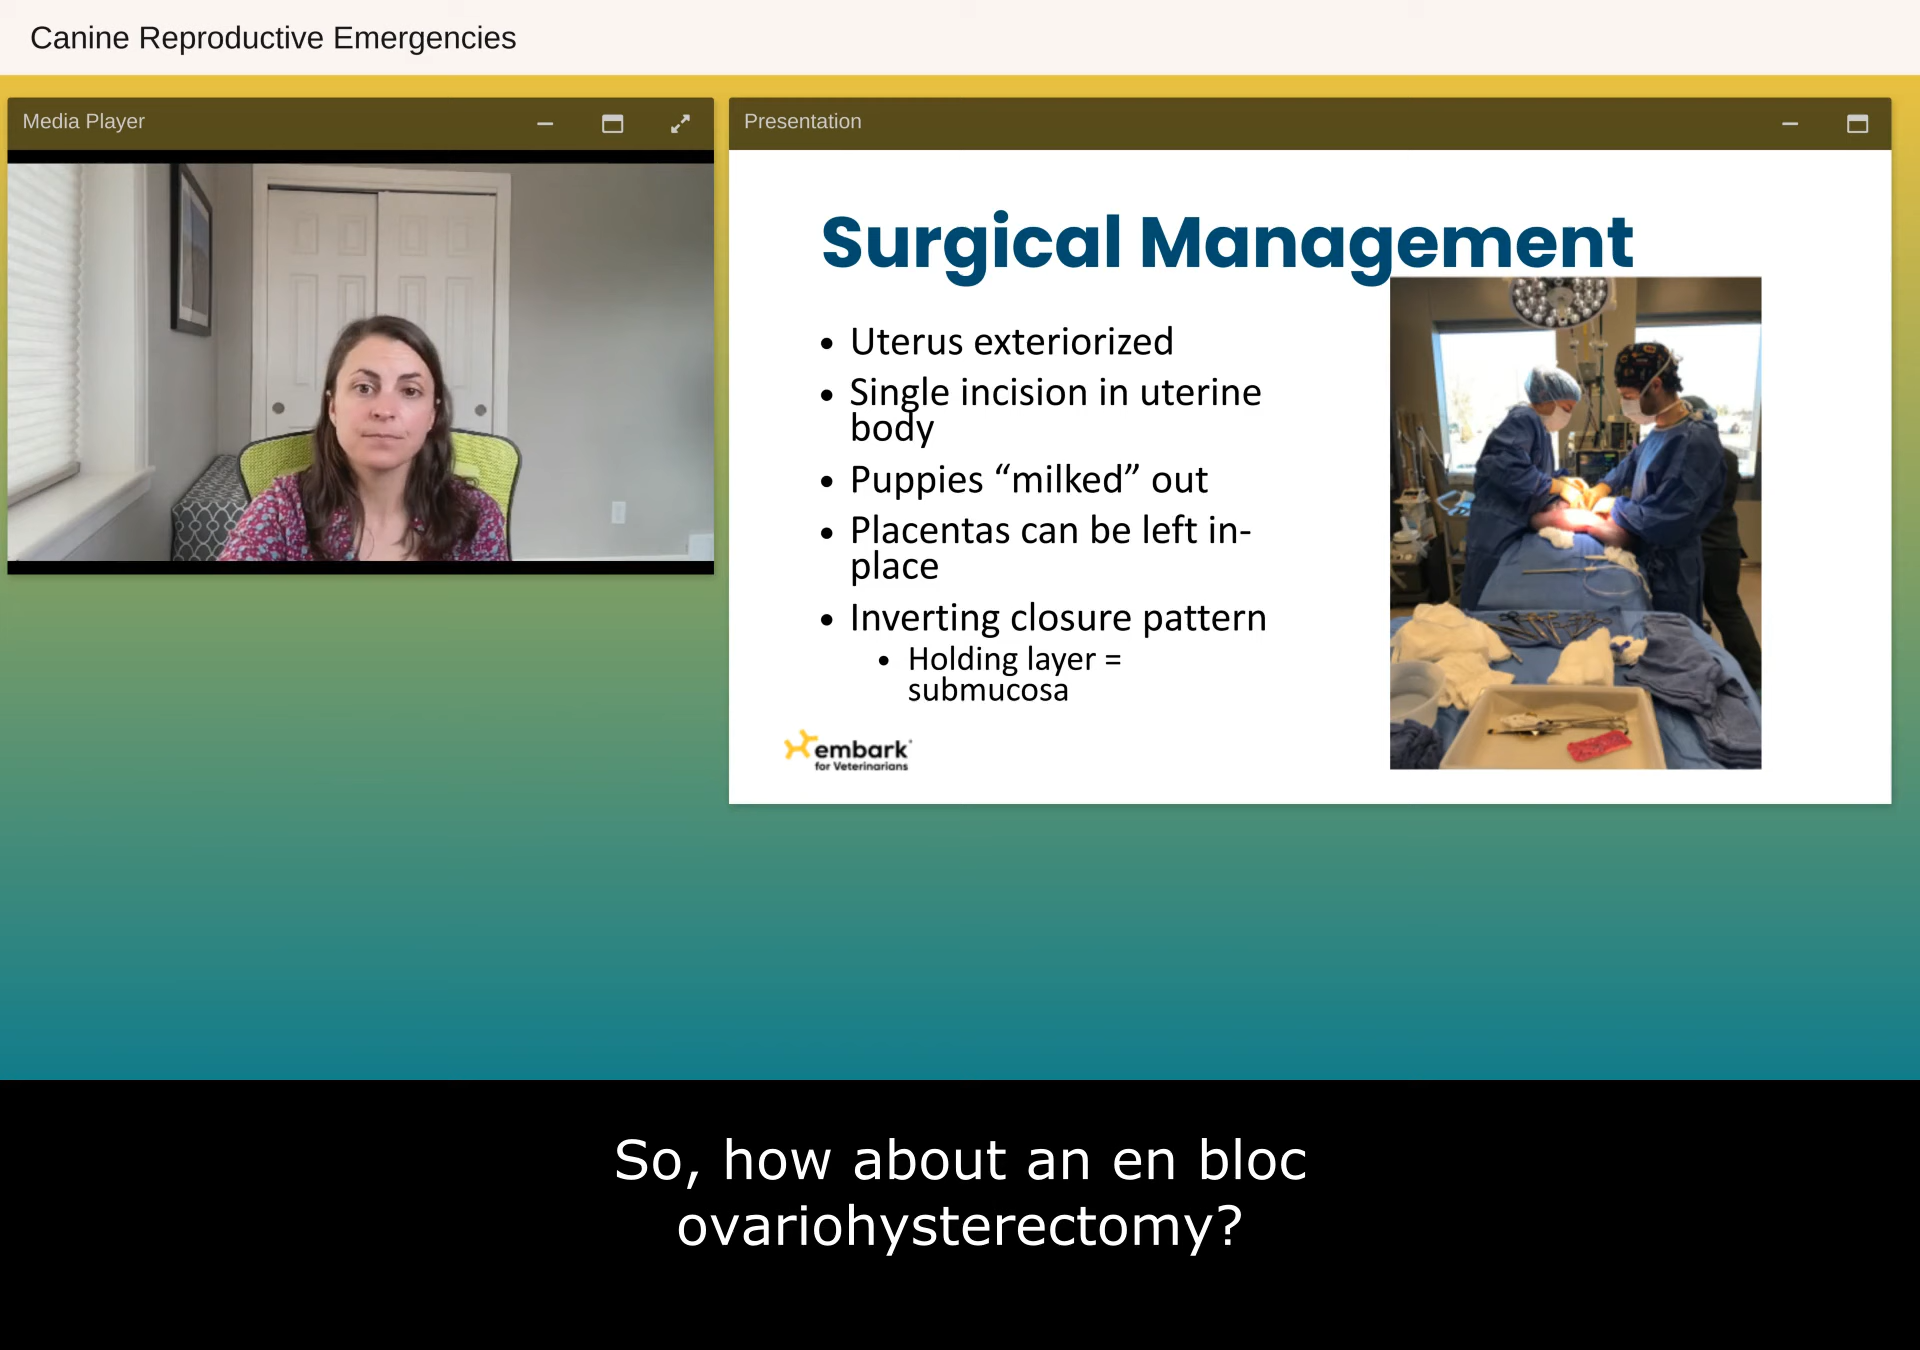 Canine Reproductive Emergencies
Media Player
Presentation
Surgical Management
• Uterus exteriorized
• Single incision in uterine
body
• Puppies “milked” out
• Placentas can be left in-
place
• Inverting closure pattern
• Holding layer =
submucosa
embark
for Veterinarians
So, how about an en bloc
ovariohysterectomy?